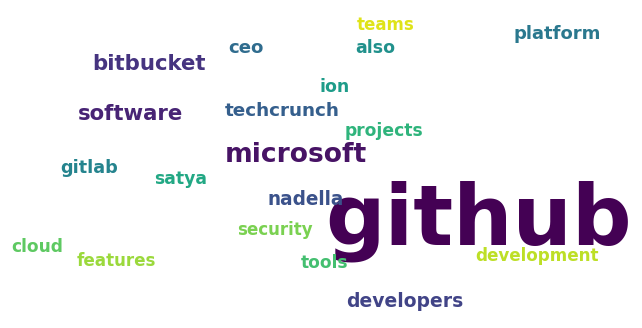 teams
platform
ceo
also
bitbucket
ion
techcrunch
software
projects
microsoft
gitlab
satya
nadella
github
security
cloud
development
features
tools
developers